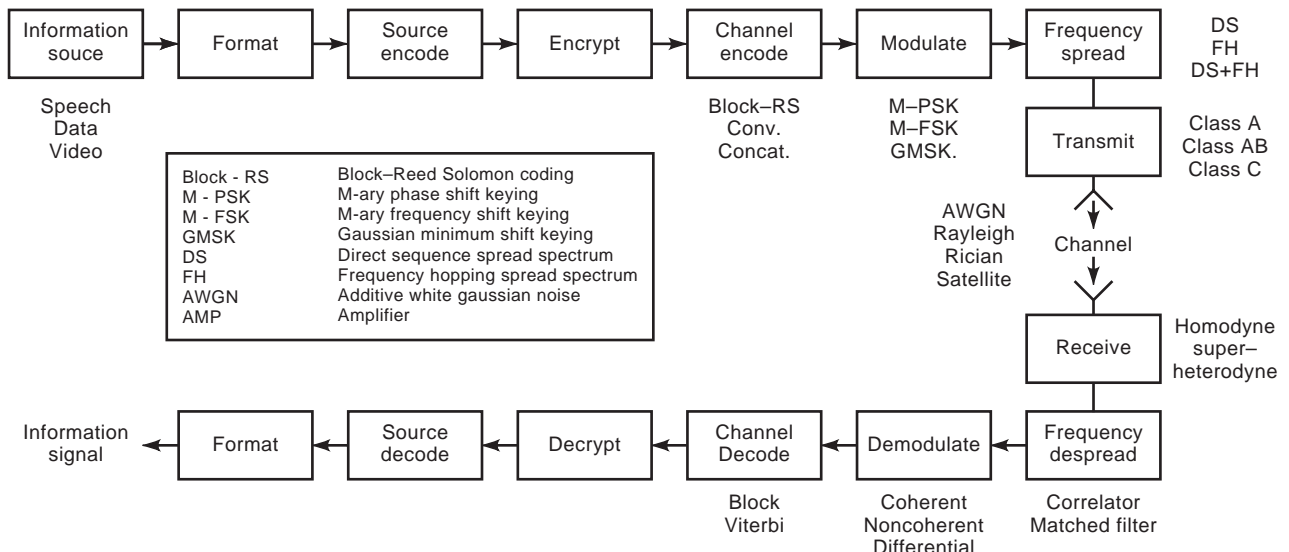 Information
souce
Format
Source
encode
Encrypt
Channel
encode
Modulate
Frequency
spread
DS
FH
DS+FH
Speech
Data
Video
Block–RS
Conv.
Concat.
M–PSK
M–FSK
GMSK.
Transmit
Class A
Class AB
Class C
Block - RS Block–Reed Solomon coding
M - PSK M-ary phase shift keying
M - FSK M-ary frequency shift keying
GMSK Gaussian minimum shift keying
DS Direct sequence spread spectrum
FH Frequency hopping spread spectrum
AWGN Additive white gaussian noise
AMP Amplifier
AWGN
Rayleigh
Rician
Satellite
Channel
Receive
Homodyne
super–
heterodyne
Information
signal
Format
Source
decode
Decrypt
Channel
Decode
Demodulate
Frequency
despread
Block
Viterbi
Coherent
Noncoherent
Differential
Correlator
Matched filter